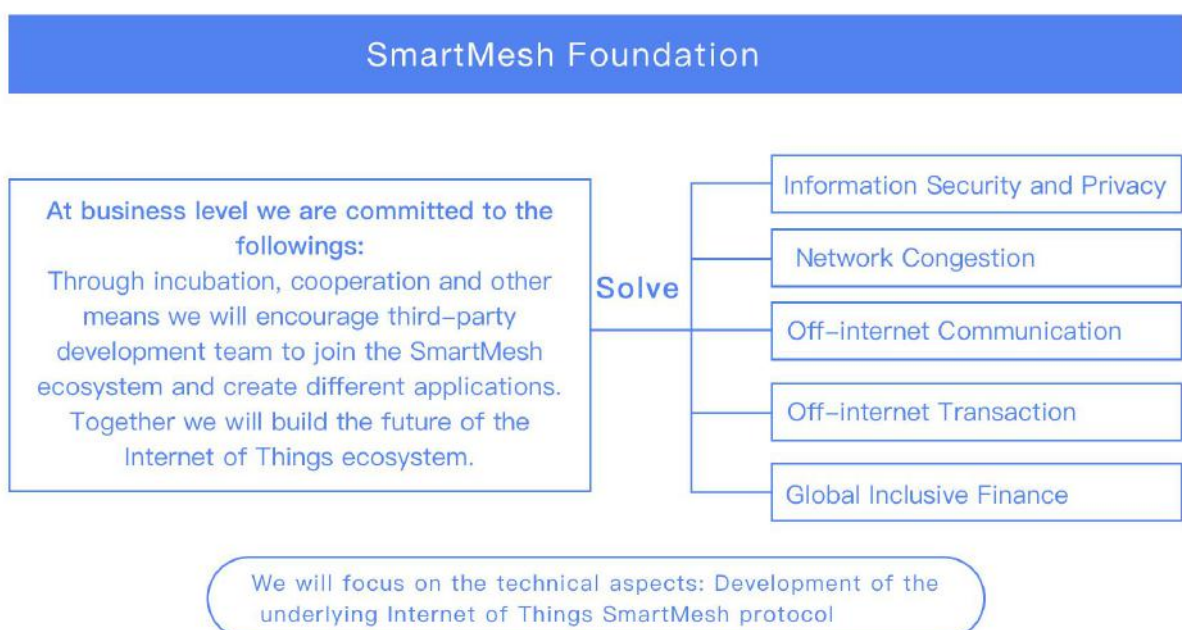 SmartMesh Foundation
At business level we are committed to the
followings:
Through incubation, cooperation and other
means we will encourage third-party
development team to join the SmartMesh
ecosystem and create different applications.
Together we will build the future of the
Internet of Things ecosystem.
Solve
Information Security and Privacy
Network Congestion
Off-internet Communication
Off-internet Transaction
Global Inclusive Finance
We will focus on the technical aspects: Development of the
underlying Internet of Things SmartMesh protocol